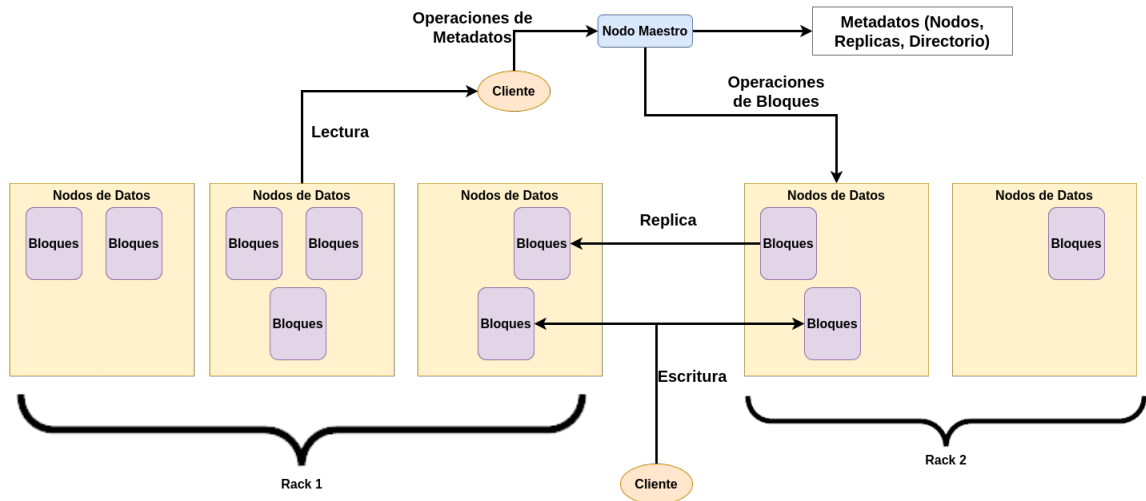 Operaciones de
Metadatos
Nodo Maestro
Metadatos (Nodos,
Replicas, Directorio)
Cliente
Operaciones
de Bloques
Lectura
Nodos de Datos
Nodos de Datos
Nodos de Datos
Nodos de Datos
Nodos de Datos
Bloques
Bloques
Bloques
Bloques
Bloques
Replica
Bloques
Bloques
Bloques
Bloques
Bloques
Escritura
Rack 1
Rack 2
Cliente